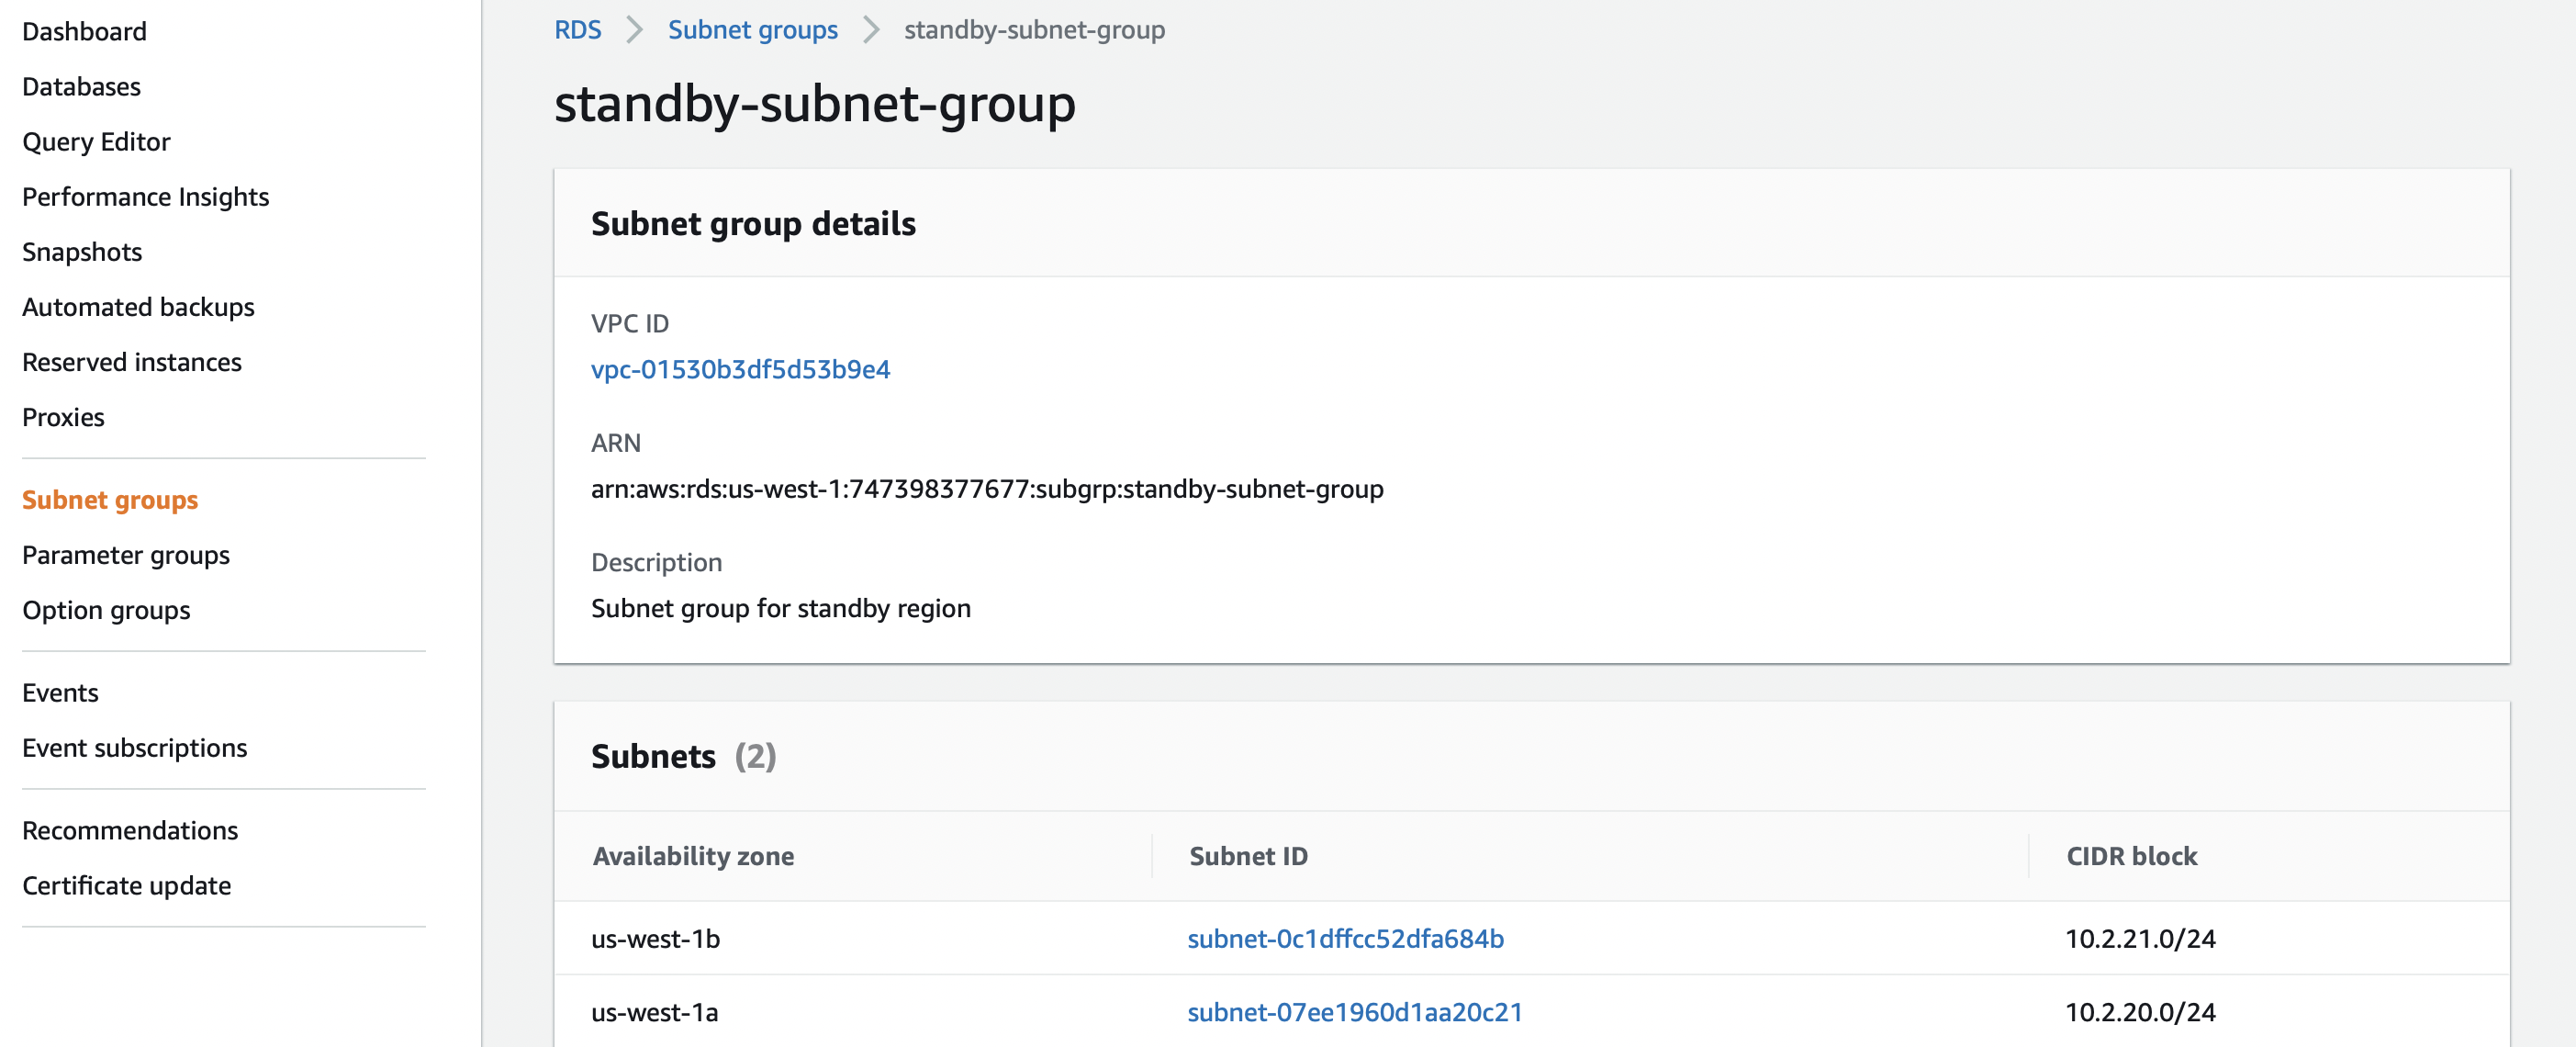 Dashboard
Databases
Query Editor
Performance Insights
Snapshots
Automated backups
Reserved instances
Proxies
Subnet groups
Parameter groups
Option groups
Events
Event subscriptions
Recommendations
Certificate update
RDS > Subnet groups > standby-subnet-group
standby-subnet-group
Subnet group details
VPC ID
vpc-01530b3df5d53b9e4
ARN
arn:aws:rds:us-west-1:747398377677:subgrp:standby-subnet-group
Description
Subnet group for standby region
Subnets (2)
Availability zone Subnet ID CIDR block
us-west-1b subnet-0c1dffcc52dfa684b 10.2.21.0/24
us-west-1a subnet-07ee1960d1aa20c21 10.2.20.0/24